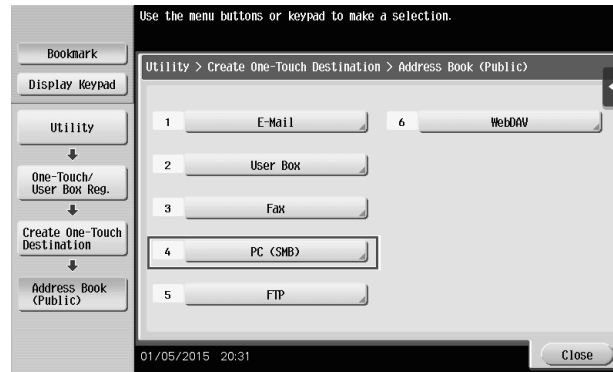 Use the menu buttons or keypad to make a selection.
Bookmark
Display Keypad
Utility
One-Touch/
User Box Reg.
Create One-Touch
Destination
Address Book
(Public)
Utility > Create One-Touch Destination > Address Book (Public)
1 E-Mail
6 WebDAV
2 User Box
3 Fax
4 PC (SMB)
5 FTP
01/05/2015 20:31
Close